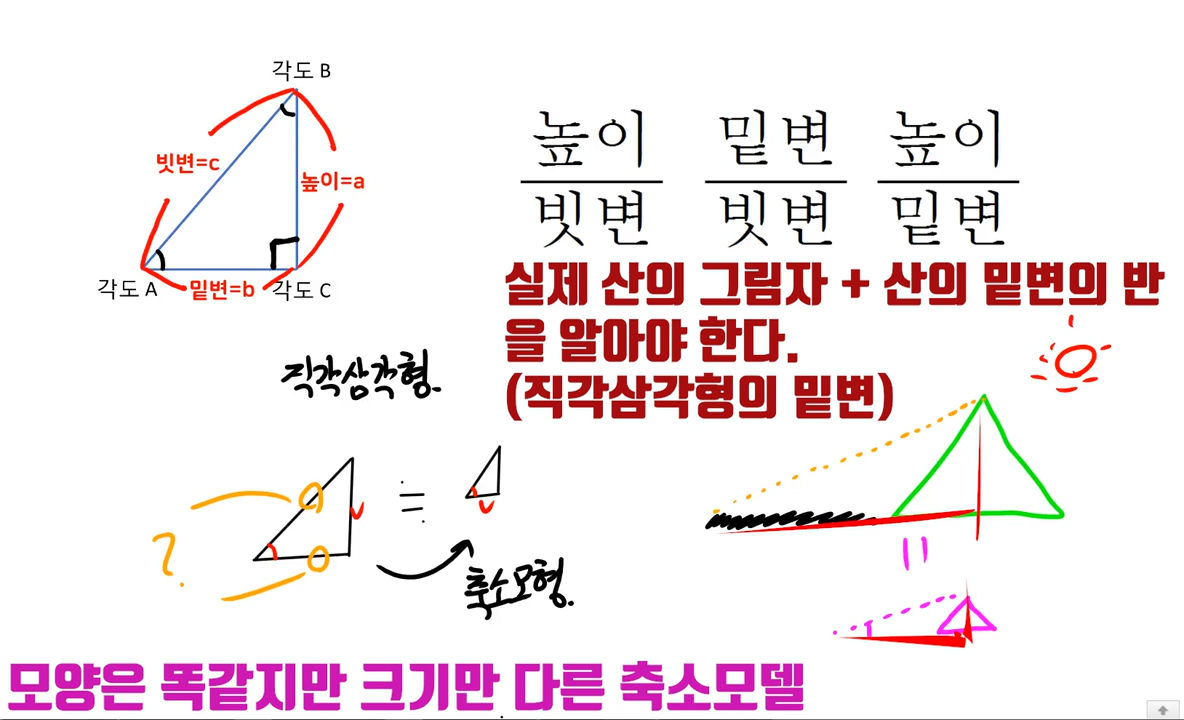 각도 B
빗변=c
높이=a
각도 A
밑변=b
각도 C
높이 밑변 높이
빗변 빗변 밑변
실제 산의 그림자 + 산의 밑변의 반
을 알아야 한다.
(직각삼각형의 밑변)
직각삼각형.
?
축소모형.
모양은 똑같지만 크기만 다른 축소모델